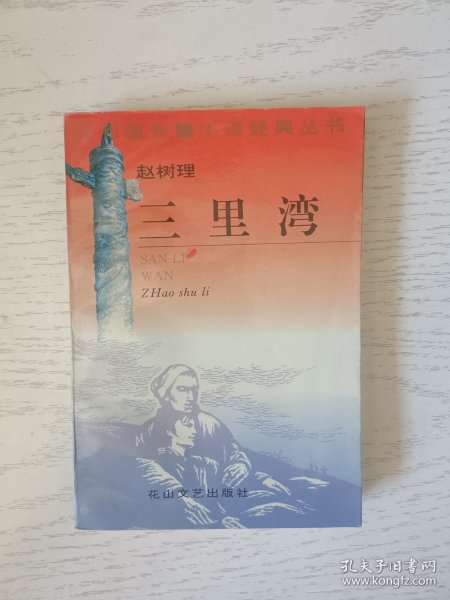 新中国长篇小说经典丛书
赵树理
三里湾
SAN LI
WAN
ZHao shu li
花山文艺出版社
孔夫子旧书网
www.kongfz.com